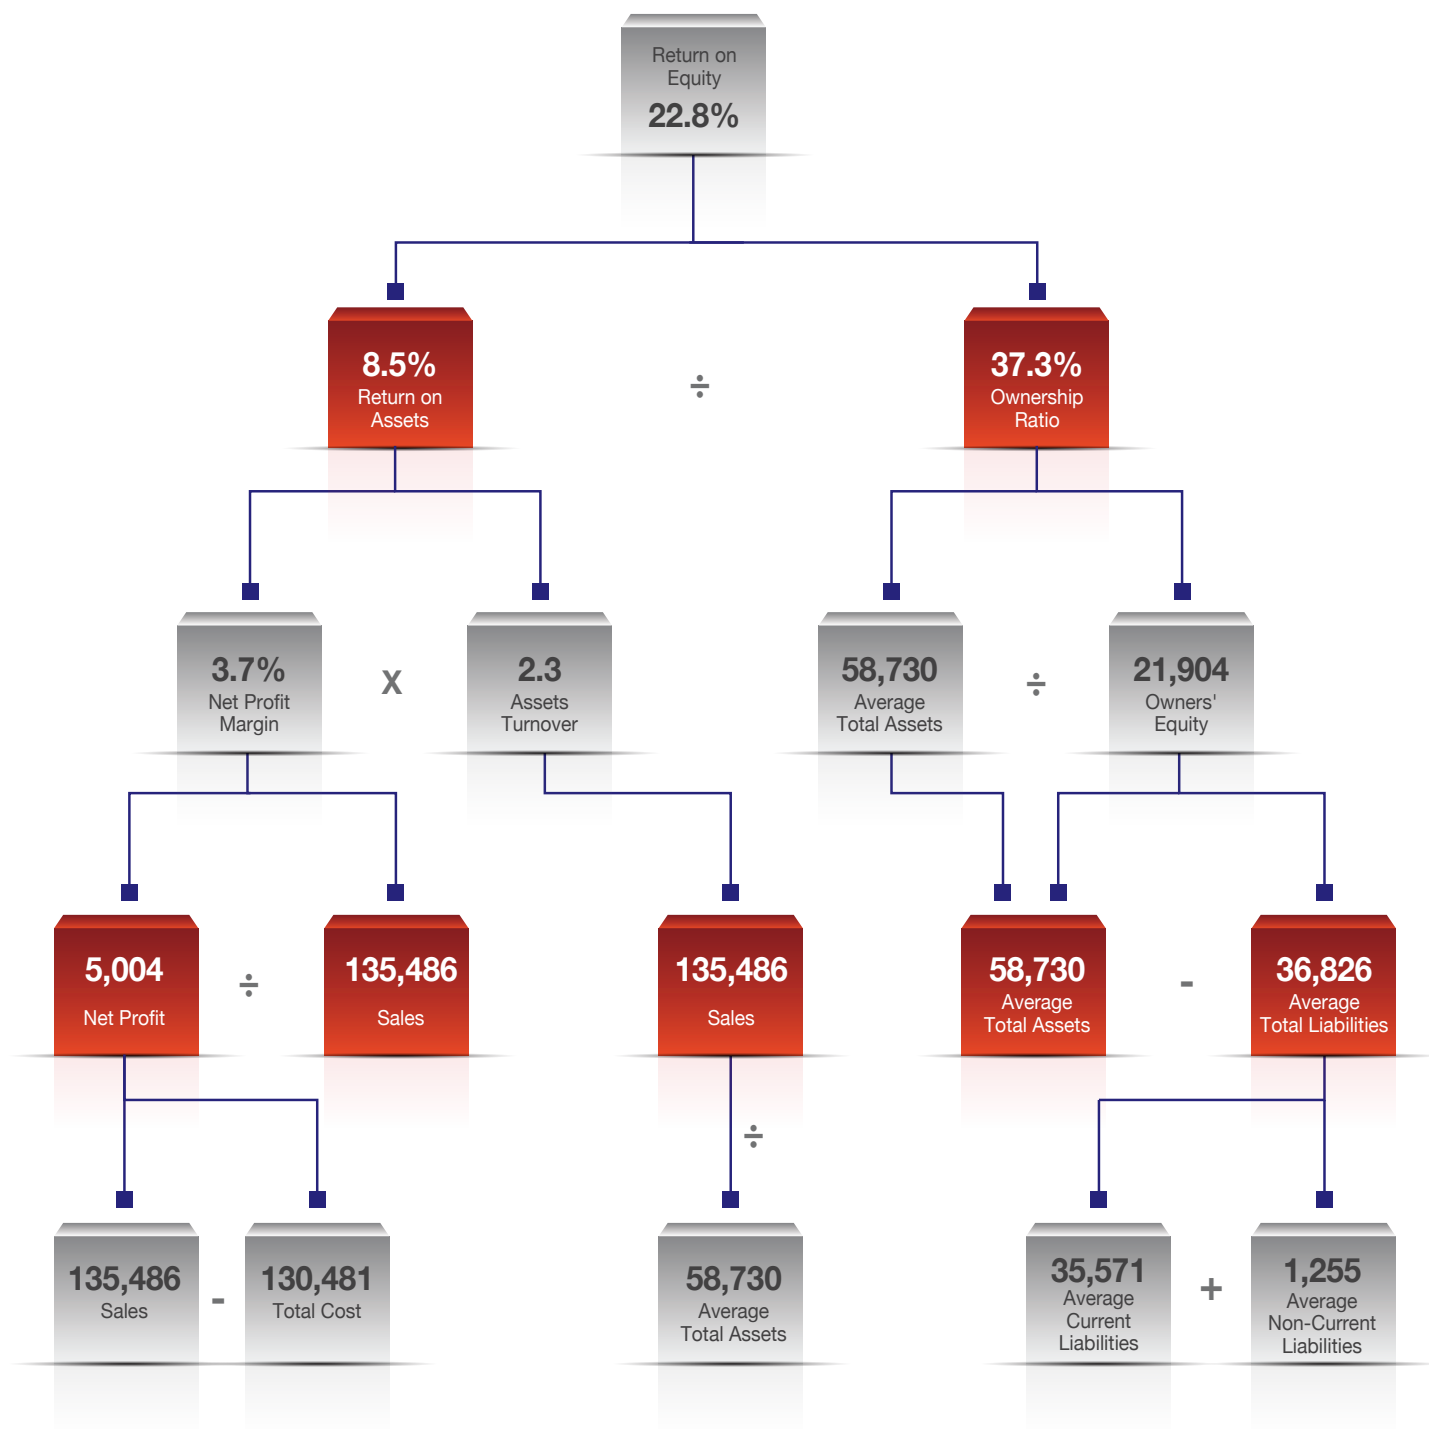 Return on
Equity
22.8%
8.5%
Return on
Assets
÷
37.3%
Ownership
Ratio
3.7%
Net Profit
Margin
X
2.3
Assets
Turnover
58,730
Average
Total Assets
÷
21,904
Owners'
Equity
5,004
Net Profit
÷
135,486
Sales
135,486
Sales
58,730
Average
Total Assets
-
36,826
Average
Total Liabilities
÷
135,486
Sales
-
130,481
Total Cost
58,730
Average
Total Assets
35,571
Average
Current
Liabilities
+
1,255
Average
Non-Current
Liabilities